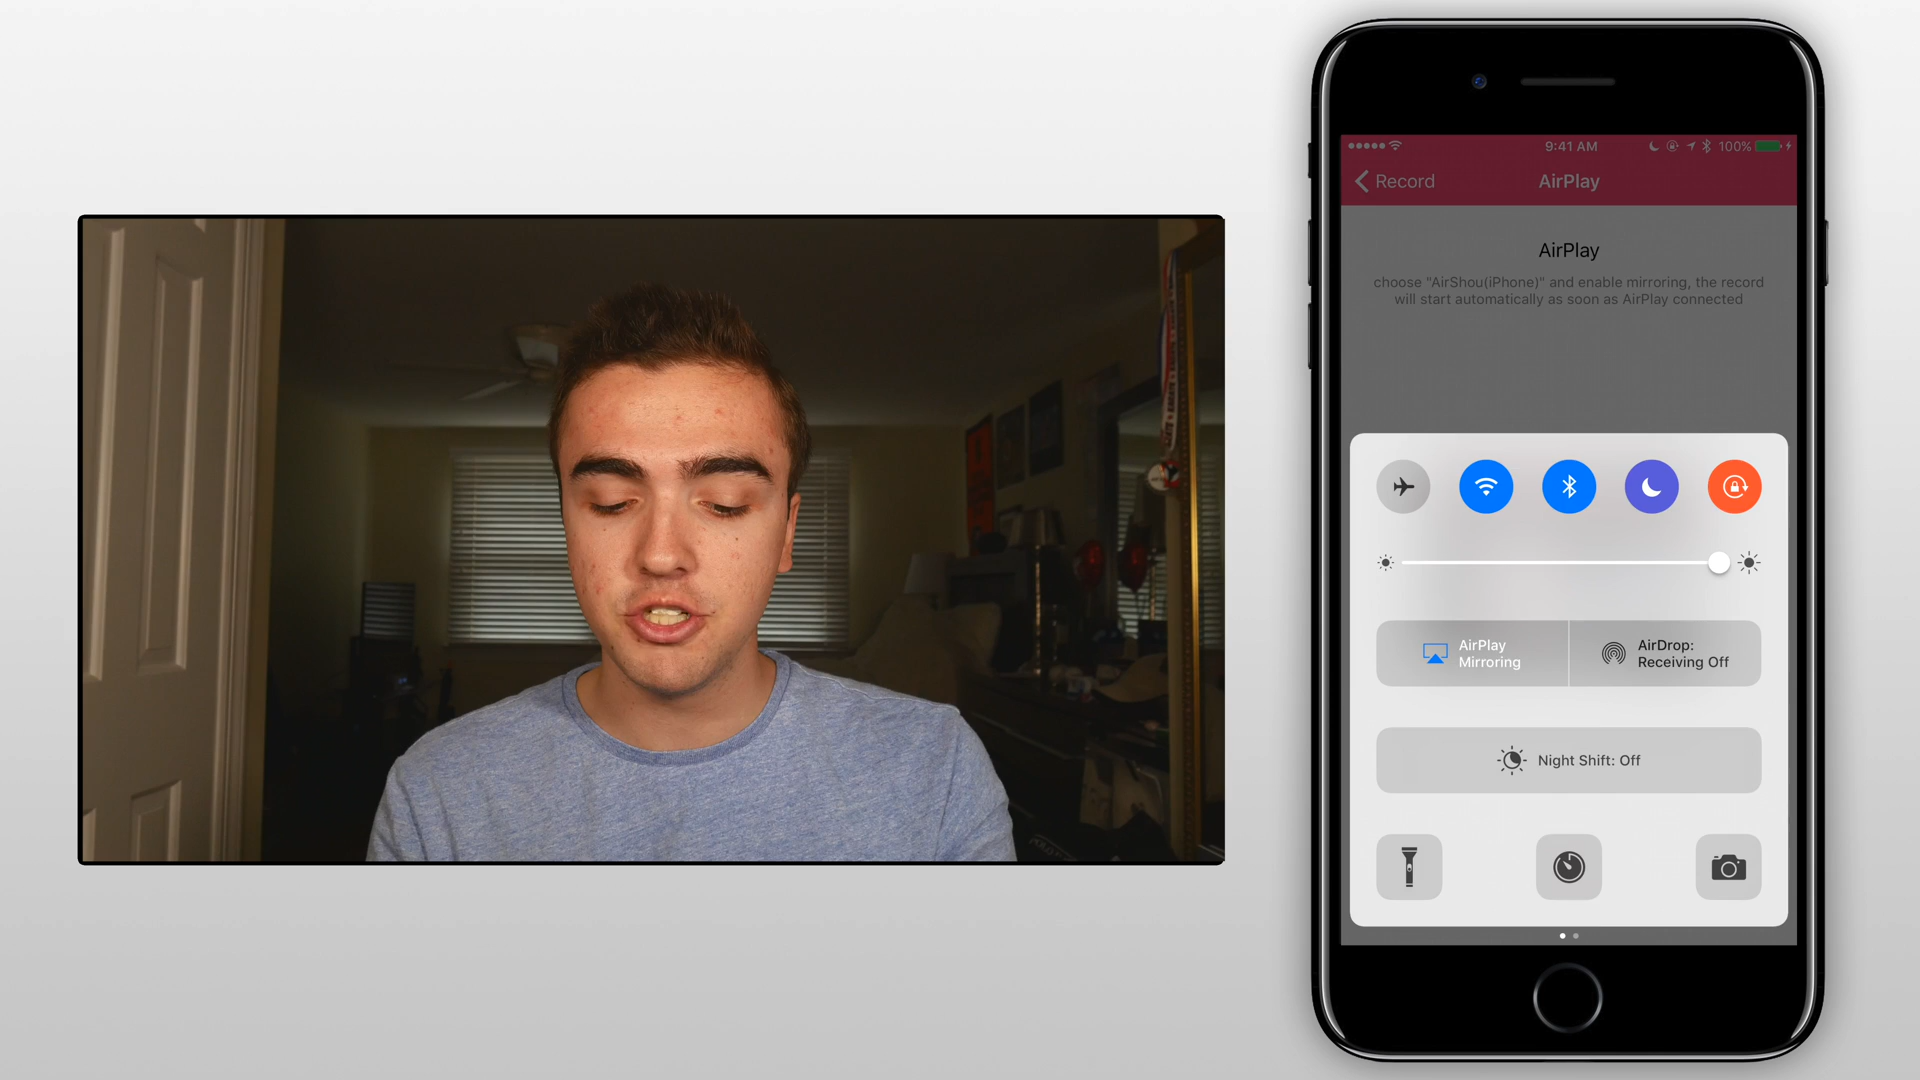 9:41 AM
100%
Record
AirPlay
AirPlay
choose "AirShou(iPhone)" and enable mirroring, the record
will start automatically as soon as AirPlay connected
AirPlay
Mirroring
AirDrop:
Receiving Off
Night Shift: Off